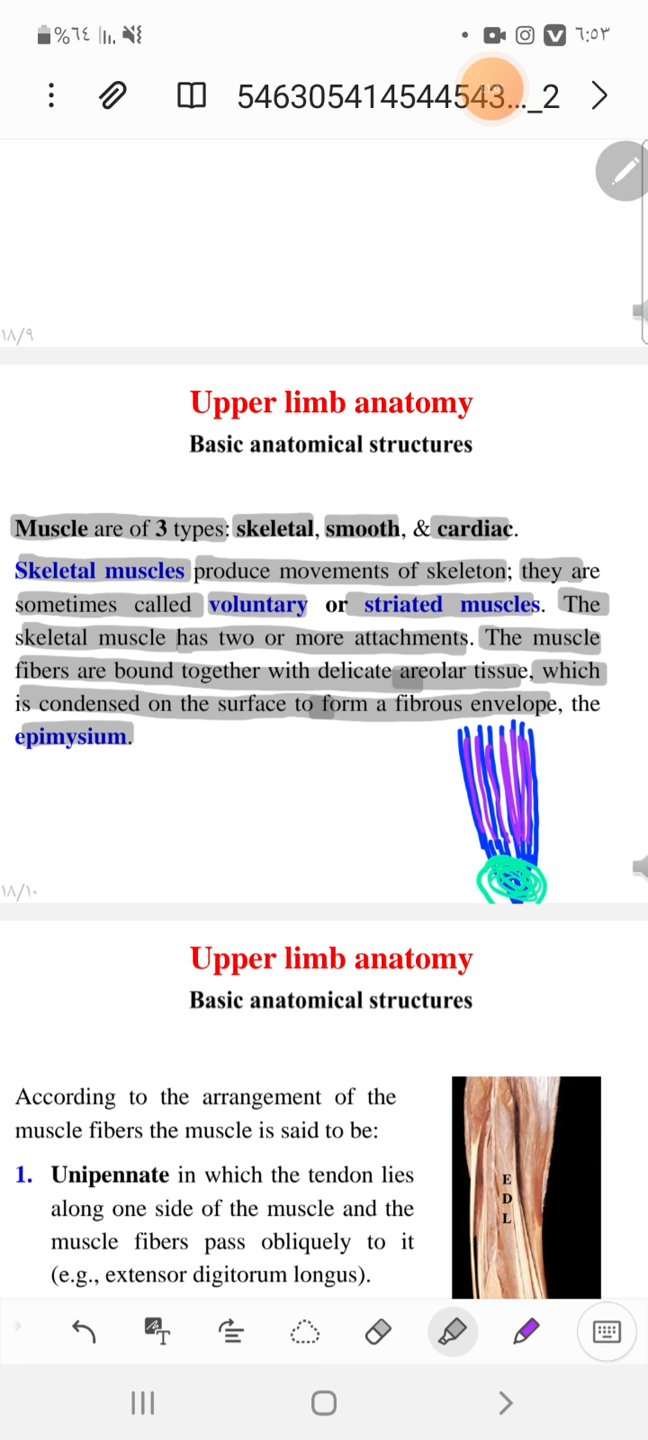 %٦٤ ٦:٥٣
546305414544543..._2
١٨/٩
Upper limb anatomy
Basic anatomical structures
Muscle are of 3 types: skeletal, smooth, & cardiac.
Skeletal muscles produce movements of skeleton; they are
sometimes called voluntary or striated muscles. The
skeletal muscle has two or more attachments. The muscle
fibers are bound together with delicate areolar tissue, which
is condensed on the surface to form a fibrous envelope, the
epimysium.
١٨/١٠
Upper limb anatomy
Basic anatomical structures
According to the arrangement of the
muscle fibers the muscle is said to be:
1. Unipennate in which the tendon lies
along one side of the muscle and the
muscle fibers pass obliquely to it
(e.g., extensor digitorum longus).
E
D
L